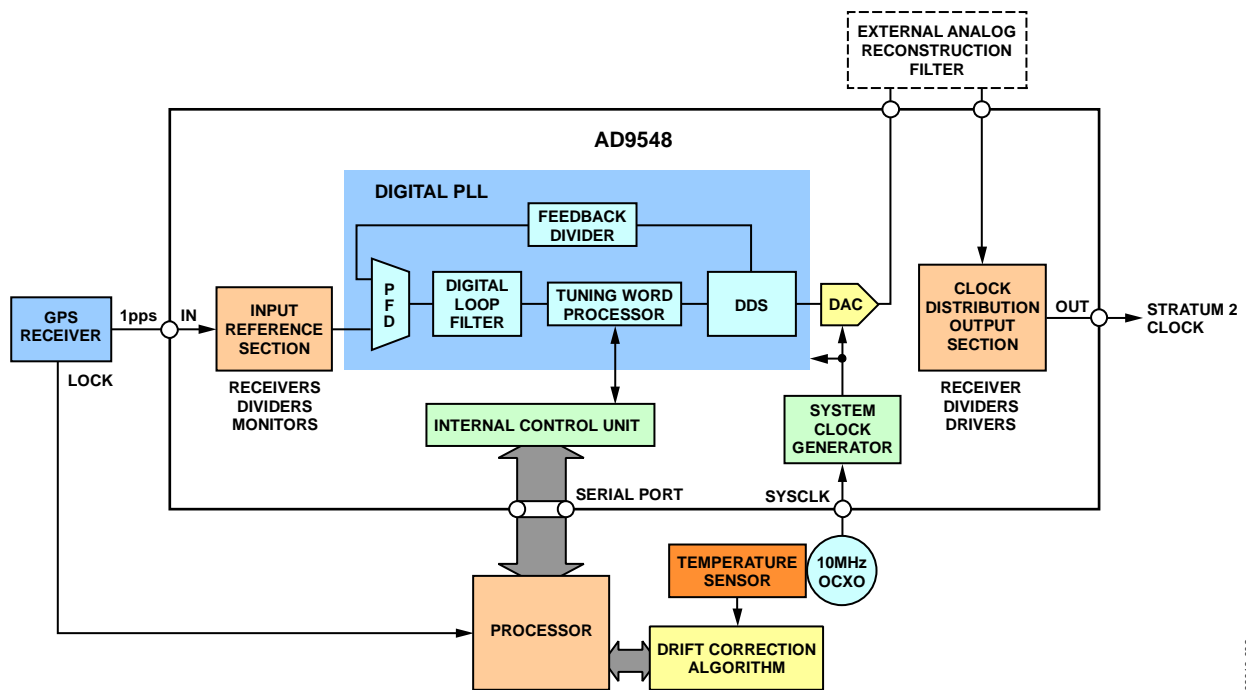 EXTERNAL ANALOG
RECONSTRUCTION
FILTER
AD9548
DIGITAL PLL
FEEDBACK
DIVIDER
PFD
DIGITAL
LOOP
FILTER
TUNING WORD
PROCESSOR
DDS
DAC
GPS
RECEIVER
1pps
IN
INPUT
REFERENCE
SECTION
CLOCK
DISTRIBUTION
OUTPUT
SECTION
OUT
STRATUM 2
CLOCK
LOCK
RECEIVERS
DIVIDERS
MONITORS
RECEIVER
DIVIDERS
DRIVERS
INTERNAL CONTROL UNIT
SYSTEM
CLOCK
GENERATOR
SERIAL PORT
SYSCLK
TEMPERATURE
SENSOR
10MHz
OCXO
PROCESSOR
DRIFT CORRECTION
ALGORITHM